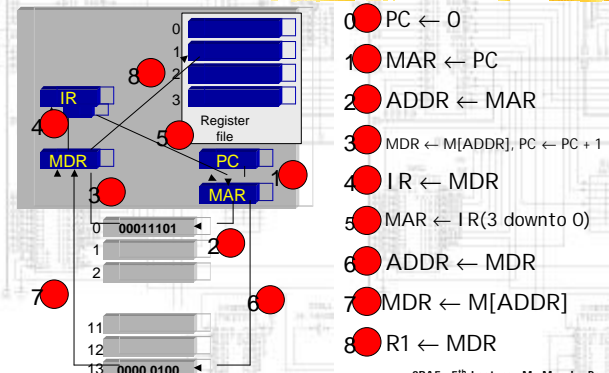 0 PC ← 0
1 MAR ← PC
2 ADDR ← MAR
3 MDR ← M[ADDR], PC ← PC + 1
4 IR ← MDR
5 MAR ← IR(3 downto 0)
6 ADDR ← MDR
7 MDR ← M[ADDR]
8 R1 ← MDR
0
1
2
3
Register
file
8
IR
4
5
MDR
PC
1
MAR
3
0 00011101
2
1
2
7
6
11
12
13 0000 0100